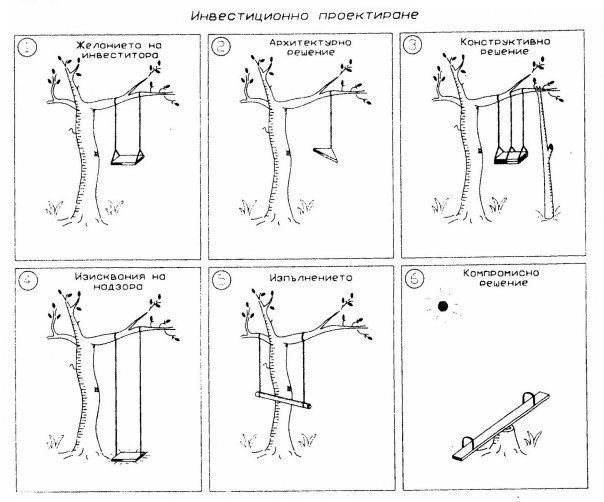 Инвестиционно проектиране
1
Желанието на
инвеститора
2
Архитектурно
решение
3
Конструктивно
решение
4
Изисквания на
надзора
5
Изпълнението
6
Компромисно
решение